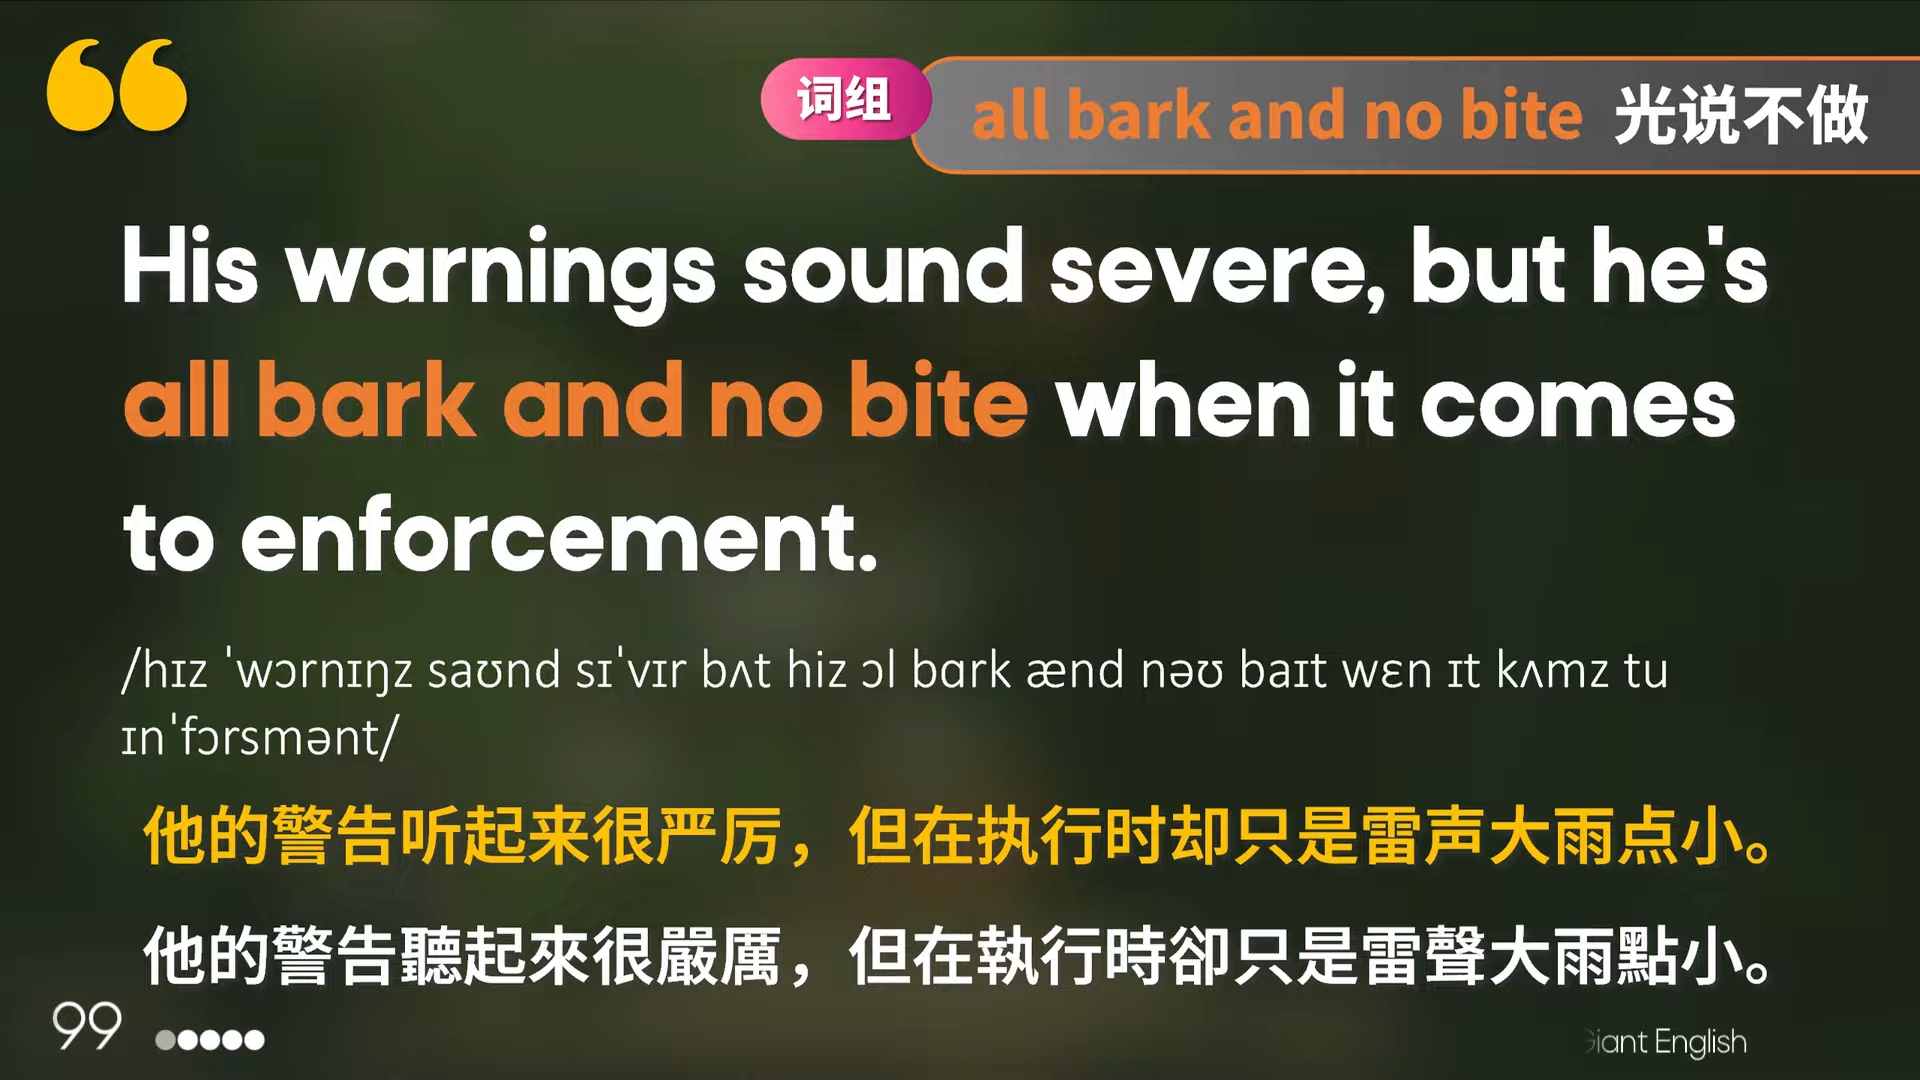 词组
all bark and no bite 光说不做
His warnings sound severe, but he's
all bark and no bite when it comes
to enforcement.
/hɪz ˈwɔrnɪŋz saʊnd sɪˈvɪr bʌt hiz ɔl bɑrk ænd nəʊ baɪt wɛn ɪt kʌmz tu
ɪnˈfɔrsmənt/
他的警告听起来很严厉，但在执行时却只是雷声大雨点小。
他的警告聽起來很嚴厲，但在執行時卻只是雷聲大雨點小。
99
Giant English